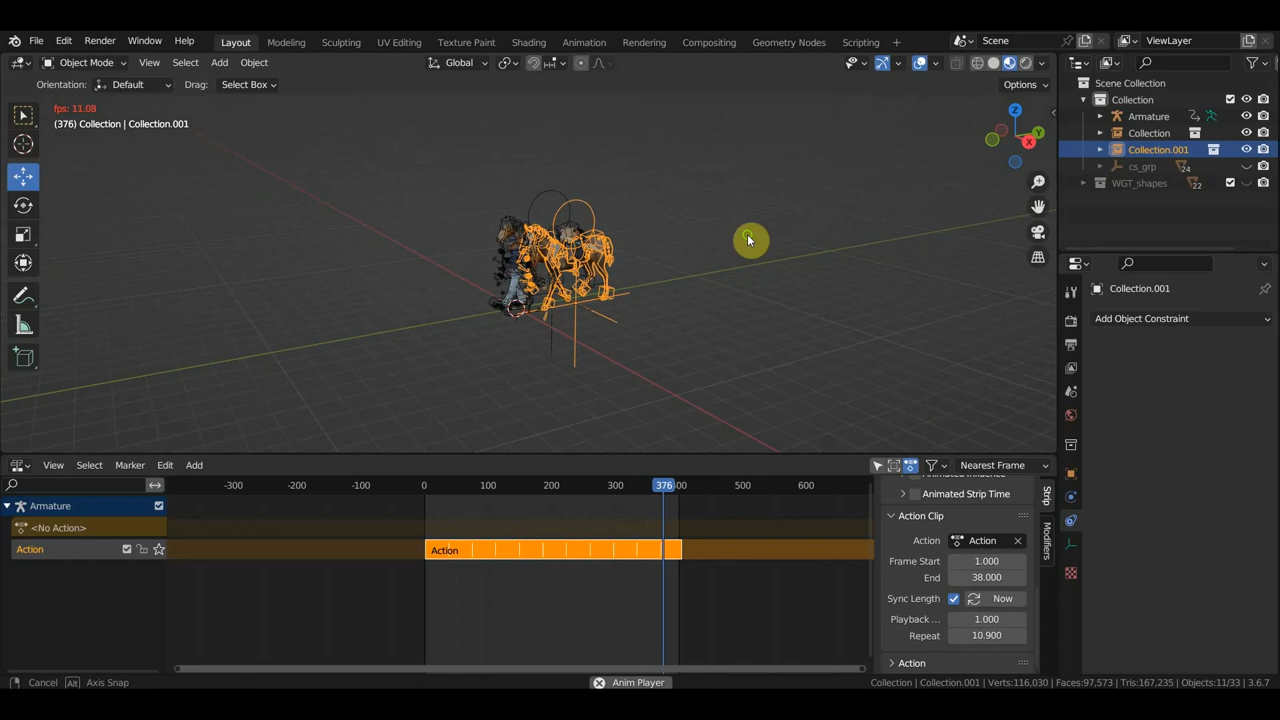 File Edit Render Window Help Layout Modeling Sculpting UV Editing Texture Paint Shading Animation Rendering Compositing Geometry Nodes Scripting + Scene ViewLayer
Object Mode View Select Add Object Global Options
Orientation: Default Drag: Select Box
fps: 11.08
(376) Collection | Collection.001
Z
Y
X
Scene Collection
Collection
Armature
Collection
Collection.001
cs_grp 24
WGT_shapes 22
Collection.001
Add Object Constraint
View Select Marker Edit Add Nearest Frame
-300 -200 -100 0 100 200 300 376 500 600
Armature
<No Action>
Action
Action
Animated Strip Time
Action Clip
Action Action
Frame Start 1.000
End 38.000
Sync Length Now
Playback ... 1.000
Repeat 10.900
Action
Strip
Modifiers
Cancel Alt Axis Snap Anim Player Collection | Collection.001 Verts:116,030 Faces:97,573 Tris:167,235 Objects:11/33 3.6.7